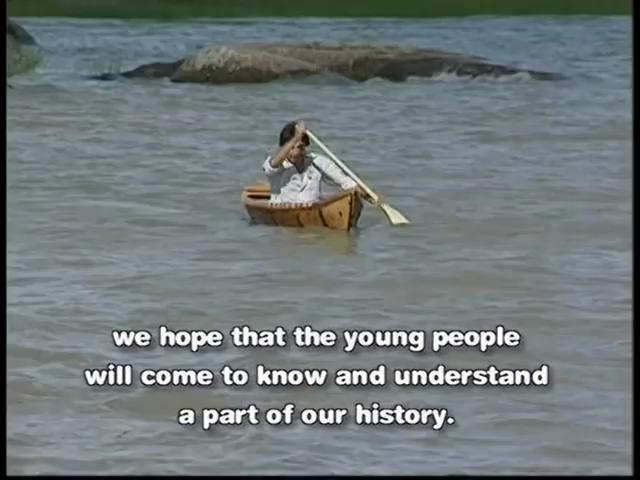 we hope that the young people
will come to know and understand
a part of our history.